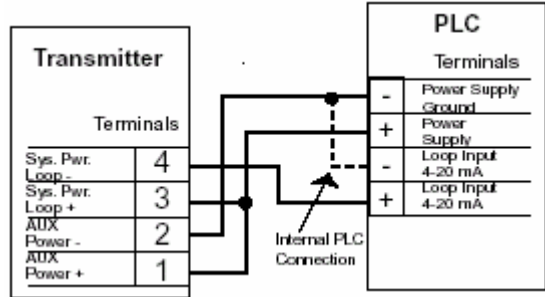 Transmitter
Terminals
Sys. Pwr.
Loop -
4
Sys. Pwr.
Loop +
3
AUX
Power -
2
AUX
Power +
1
PLC
Terminals
-
Power Supply
Ground
+
Power
Supply
-
Loop Input
4-20 mA
+
Loop Input
4-20 mA
Internal PLC
Connection